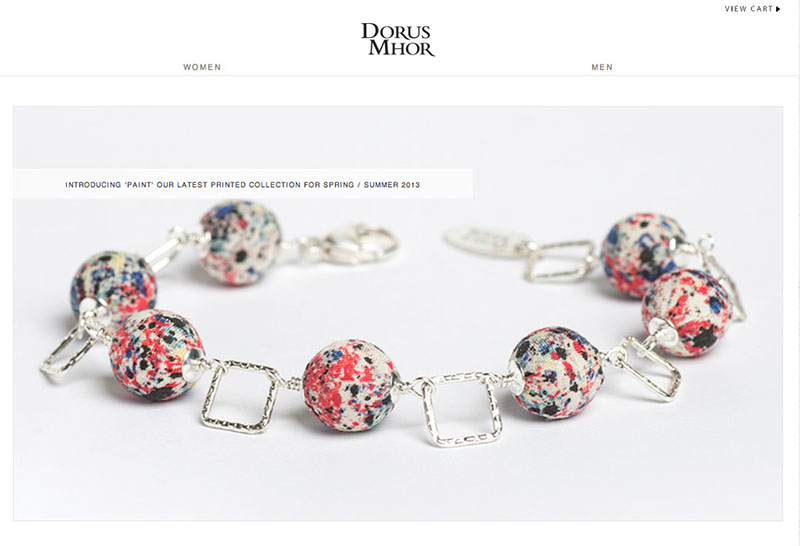 VIEW CART
DORUS
MHOR
WOMEN
MEN
INTRODUCING 'PAINT' OUR LATEST PRINTED COLLECTION FOR SPRING / SUMMER 2013